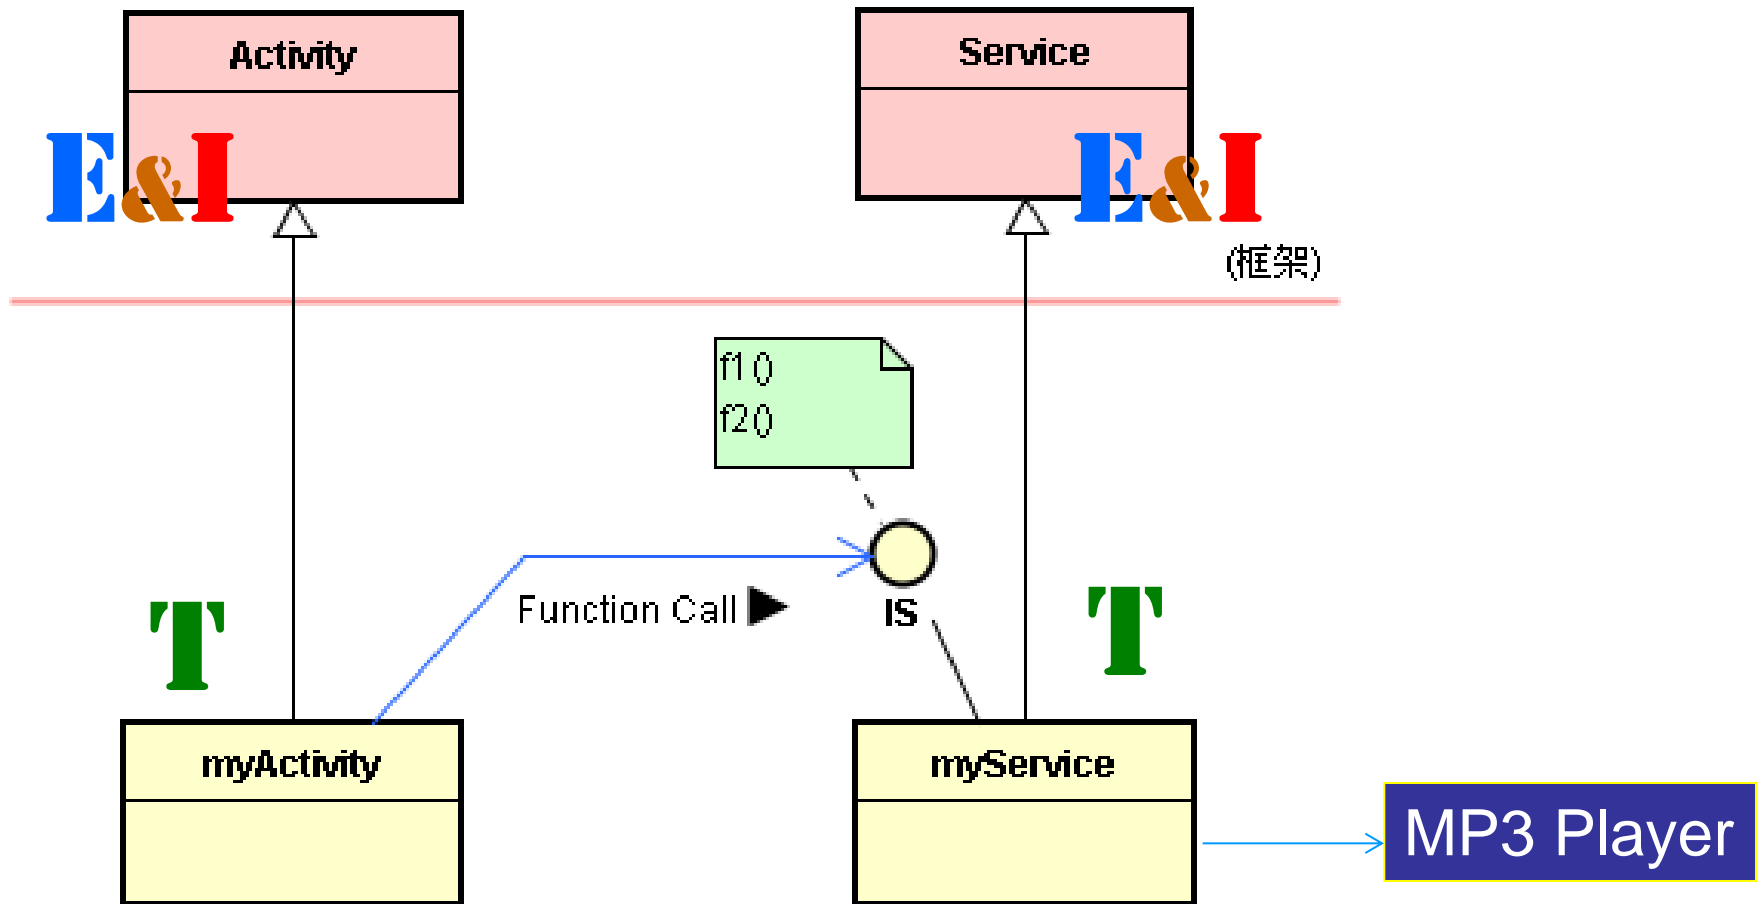 Activity
Service
E&I
E&I
(框架)
f1()
f2()
Function Call
IS
T
T
myActivity
myService
MP3 Player